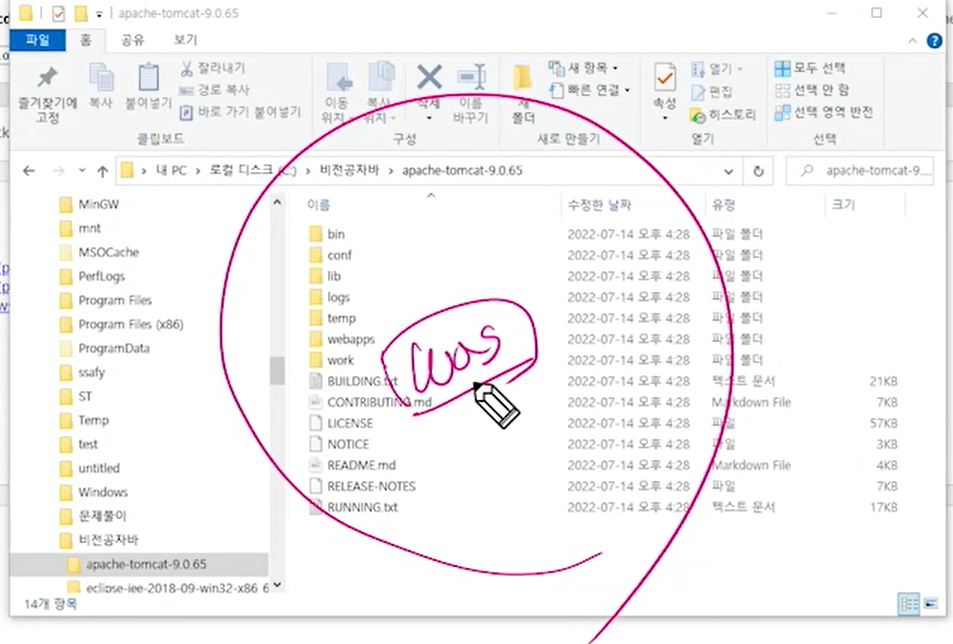 apache-tomcat-9.0.65
파일 홈 공유 보기
즐겨찾기에 고정
복사
붙여넣기
잘라내기
경로 복사
바로 가기 붙여넣기
클립보드
이동 위치
복사 위치
삭제
이름 바꾸기
구성
새 폴더
새 항목
빠른 연결
새로 만들기
속성
열기
편집
히스토리
열기
모두 선택
선택 안 함
선택 영역 반전
선택
내 PC > 로컬 디스크 (C:) > 비전공자바 > apache-tomcat-9.0.65
apache-tomcat-9....
MinGW
mnt
MSOCache
PerfLogs
Program Files
Program Files (x86)
ProgramData
ssafy
ST
Temp
test
untitled
Windows
문제풀이
비전공자바
apache-tomcat-9.0.65
eclipse-jee-2018-09-win32-x86_6
이름 수정한 날짜 유형 크기
bin 2022-07-14 오후 4:28 파일 폴더
conf 2022-07-14 오후 4:28 파일 폴더
lib 2022-07-14 오후 4:28 파일 폴더
logs 2022-07-14 오후 4:28 파일 폴더
temp 2022-07-14 오후 4:28 파일 폴더
webapps 2022-07-14 오후 4:28 파일 폴더
work 2022-07-14 오후 4:28 파일 폴더
BUILDING.txt 2022-07-14 오후 4:28 텍스트 문서 21KB
CONTRIBUTING.md 2022-07-14 오후 4:28 Markdown File 7KB
LICENSE 2022-07-14 오후 4:28 파일 57KB
NOTICE 2022-07-14 오후 4:28 파일 3KB
README.md 2022-07-14 오후 4:28 Markdown File 4KB
RELEASE-NOTES 2022-07-14 오후 4:28 파일 7KB
RUNNING.txt 2022-07-14 오후 4:28 텍스트 문서 17KB
was
14개 항목